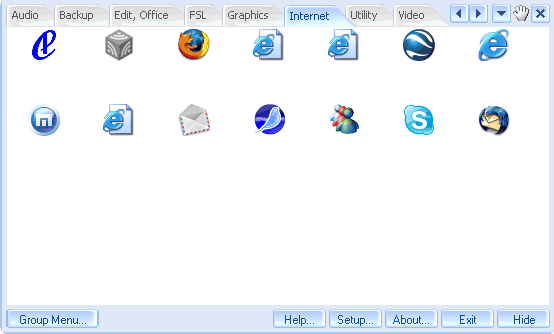 Audio Backup Edit, Office FSL Graphics Internet Utility Video
Group Menu... Help... Setup... About... Exit Hide